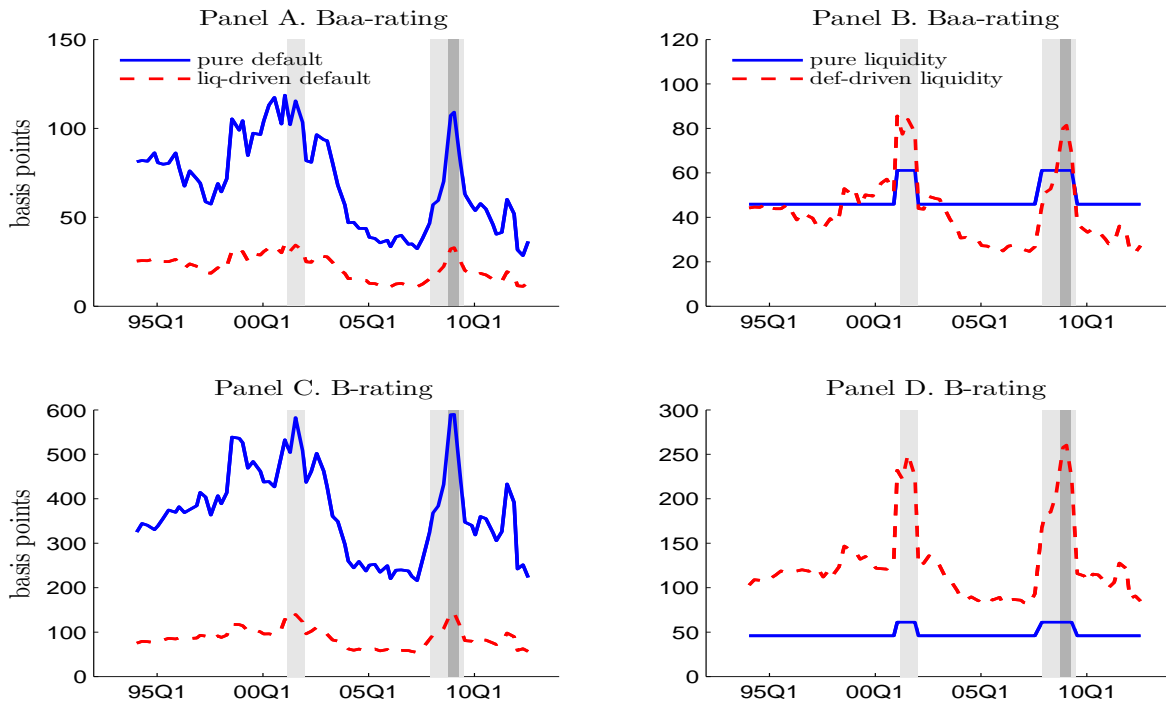 Panel A. Baa-rating
150
100
50
0
basis points
pure default
liq-driven default
95Q1 00Q1 05Q1 10Q1
Panel B. Baa-rating
120
100
80
60
40
20
0
pure liquidity
def-driven liquidity
95Q1 00Q1 05Q1 10Q1
Panel C. B-rating
600
500
400
300
200
100
0
basis points
95Q1 00Q1 05Q1 10Q1
Panel D. B-rating
300
250
200
150
100
50
0
95Q1 00Q1 05Q1 10Q1